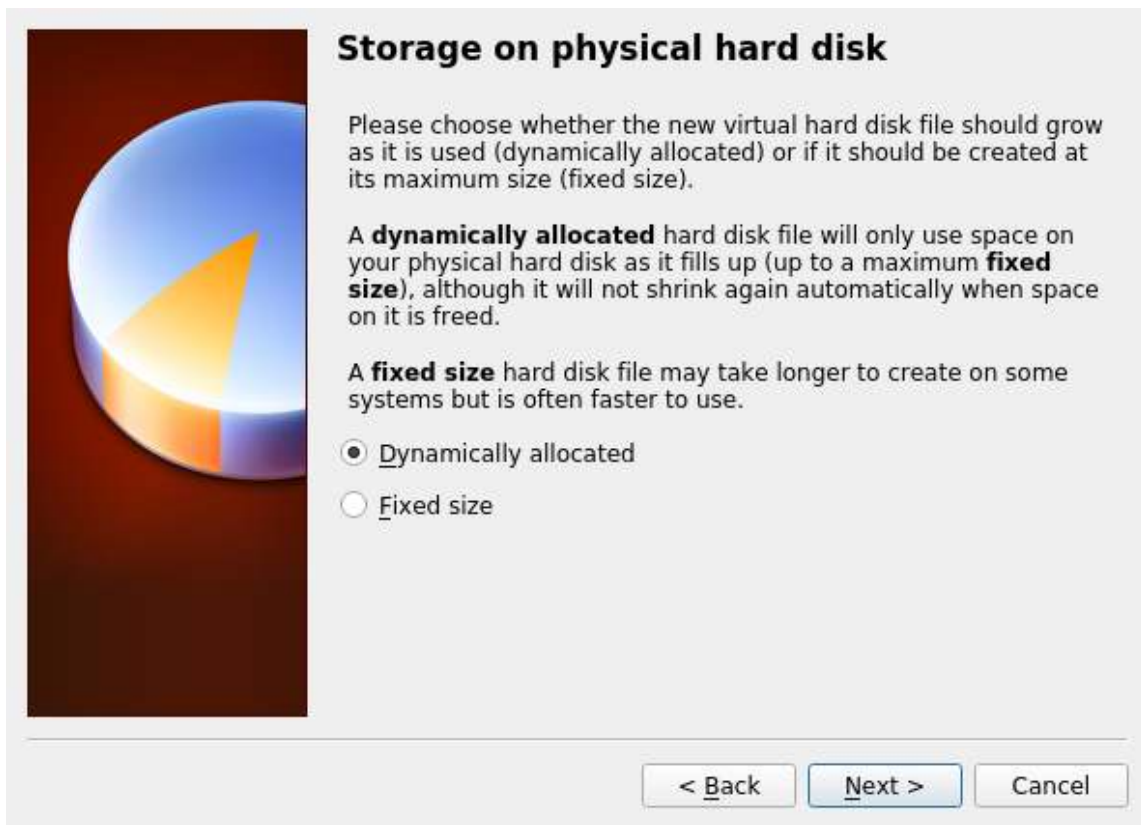 Storage on physical hard disk
Please choose whether the new virtual hard disk file should grow
as it is used (dynamically allocated) or if it should be created at
its maximum size (fixed size).
A dynamically allocated hard disk file will only use space on
your physical hard disk as it fills up (up to a maximum fixed
size), although it will not shrink again automatically when space
on it is freed.
A fixed size hard disk file may take longer to create on some
systems but is often faster to use.
Dynamically allocated
Fixed size
< Back
Next >
Cancel